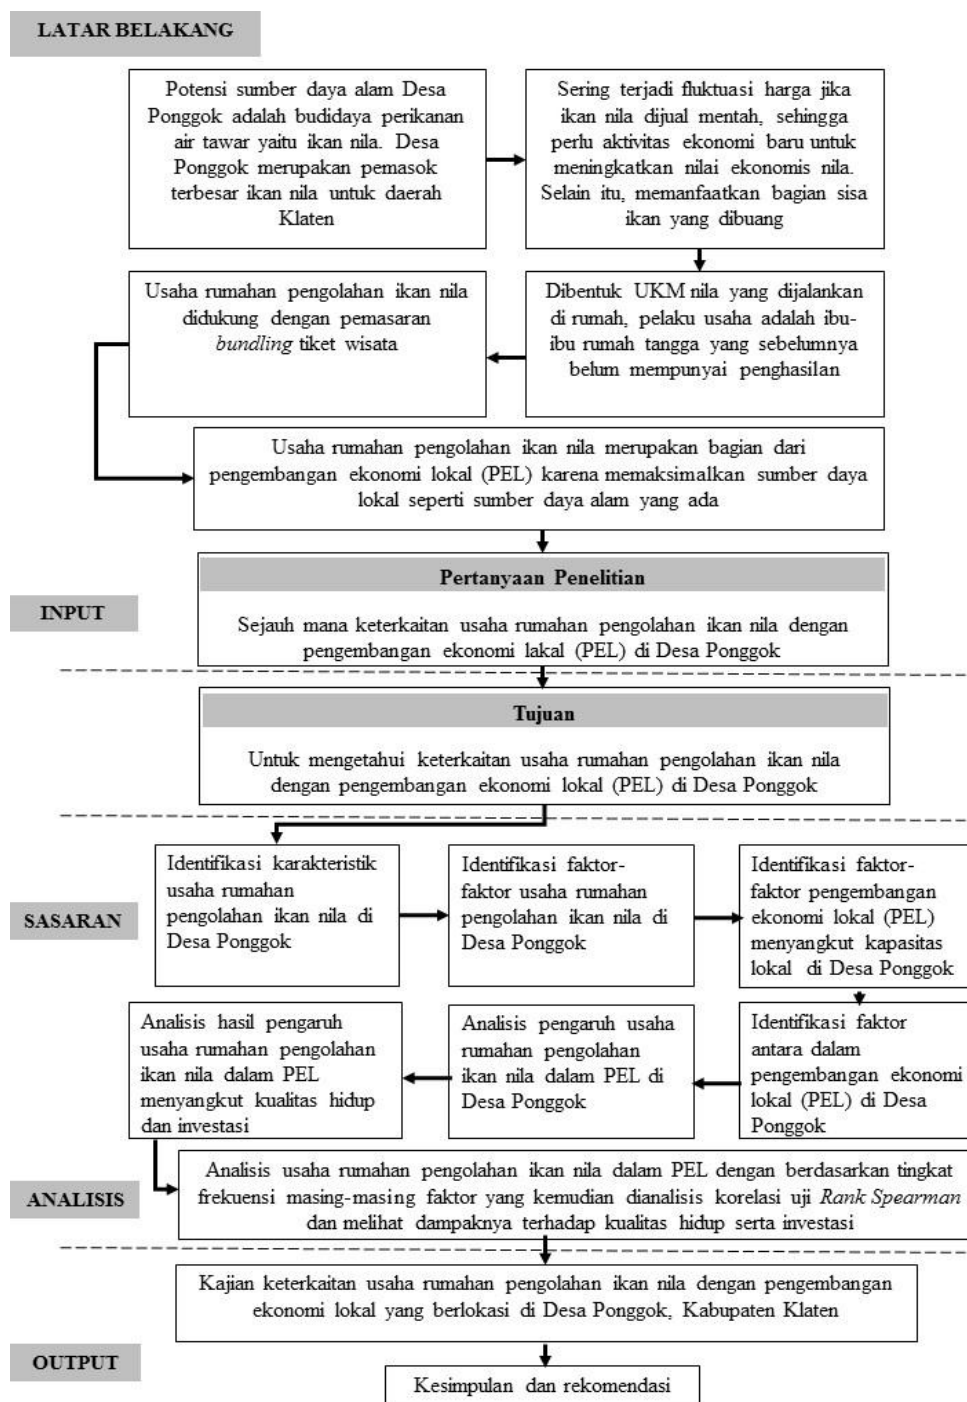 LATAR BELAKANG
Potensi sumber daya alam Desa
Ponggok adalah budidaya perikanan
air tawar yaitu ikan nila. Desa
Ponggok merupakan pemasok
terbesar ikan nila untuk daerah
Klaten
Sering terjadi fluktuasi harga jika
ikan nila dijual mentah, sehingga
perlu aktivitas ekonomi baru untuk
meningkatkan nilai ekonomis nila.
Selain itu, memanfaatkan bagian sisa
ikan yang dibuang
Dibentuk UKM nila yang dijalankan
di rumah, pelaku usaha adalah ibu-
ibu rumah tangga yang sebelumnya
belum mempunyai penghasilan
Usaha rumahan pengolahan ikan nila
didukung dengan pemasaran
bundling tiket wisata
Usaha rumahan pengolahan ikan nila merupakan bagian dari
pengembangan ekonomi lokal (PEL) karena memaksimalkan sumber daya
lokal seperti sumber daya alam yang ada
INPUT
Pertanyaan Penelitian
Sejauh mana keterkaitan usaha rumahan pengolahan ikan nila dengan
pengembangan ekonomi lakal (PEL) di Desa Ponggok
Tujuan
Untuk mengetahui keterkaitan usaha rumahan pengolahan ikan nila
dengan pengembangan ekonomi lokal (PEL) di Desa Ponggok
SASARAN
Identifikasi karakteristik
usaha rumahan
pengolahan ikan nila di
Desa Ponggok
Identifikasi faktor-
faktor usaha rumahan
pengolahan ikan nila di
Desa Ponggok
Identifikasi faktor-
faktor pengembangan
ekonomi lokal (PEL)
menyangkut kapasitas
lokal di Desa Ponggok
Identifikasi faktor
antara dalam
pengembangan ekonomi
lokal (PEL) di Desa
Ponggok
Analisis pengaruh usaha
rumahan pengolahan
ikan nila dalam PEL di
Desa Ponggok
Analisis hasil pengaruh
usaha rumahan pengolahan
ikan nila dalam PEL
menyangkut kualitas hidup
dan investasi
ANALISIS
Analisis usaha rumahan pengolahan ikan nila dalam PEL dengan berdasarkan tingkat
frekuensi masing-masing faktor yang kemudian dianalisis korelasi uji Rank Spearman
dan melihat dampaknya terhadap kualitas hidup serta investasi
Kajian keterkaitan usaha rumahan pengolahan ikan nila dengan pengembangan
ekonomi lokal yang berlokasi di Desa Ponggok, Kabupaten Klaten
OUTPUT
Kesimpulan dan rekomendasi